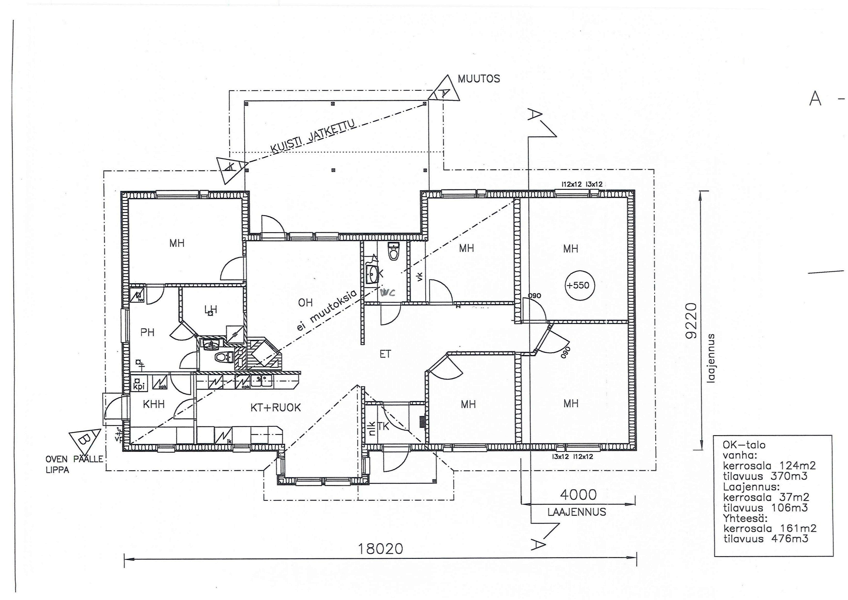 MUUTOS
A
A -
KUISTI JATKETTU
A
A
I12x12 I3x12
MH
MH
MH
vk
WC
K
+550
OH
LH
ei muutoksia
PH
090
090
9220
laajennus
ET
kpi
KHH
KT+RUOK
nlk
TK
MH
MH
B
OVEN PÄÄLLE
LIPPA
I3x12 I12x12
4000
LAAJENNUS
A
18020
OK-talo
vanha:
kerrosala 124m2
tilavuus 370m3
Laajennus:
kerrosala 37m2
tilavuus 106m3
Yhteesä:
kerrosala 161m2
tilavuus 476m3